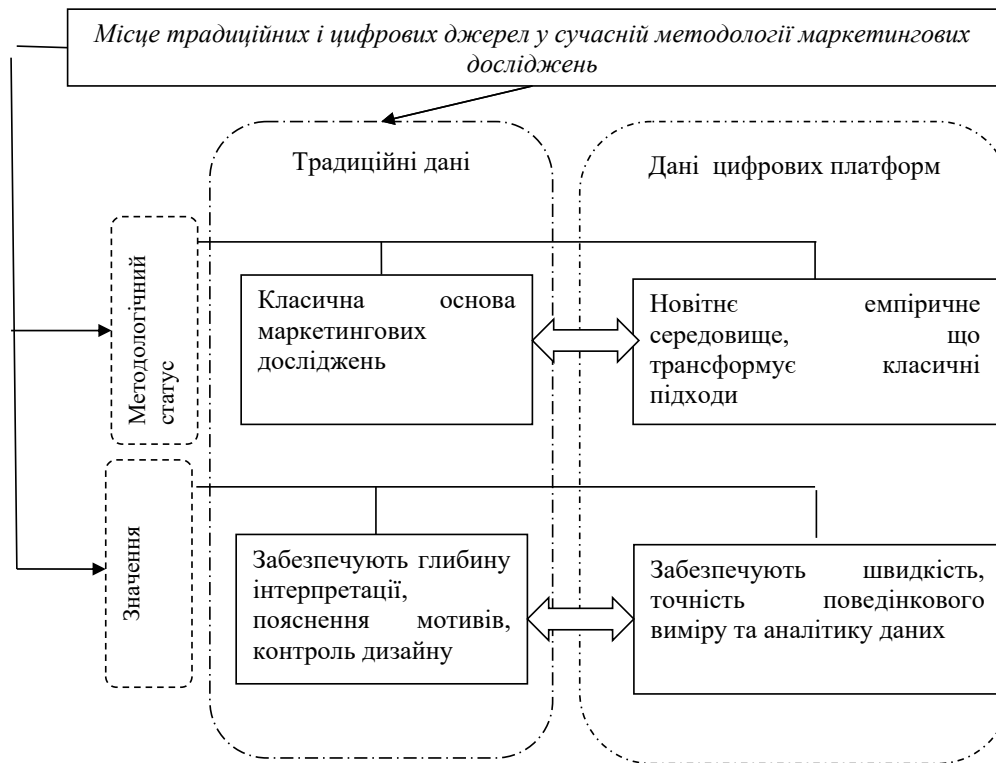 Місце традиційних і цифрових джерел у сучасній методології маркетингових
досліджень
Традиційні дані
Дані цифрових платформ
Методологічний
статус
Класична основа
маркетингових
досліджень
Новітнє емпіричне
середовище, що
трансформує класичні
підходи
Значення
Забезпечують глибину
інтерпретації,
пояснення мотивів,
контроль дизайну
Забезпечують швидкість,
точність поведінкового
виміру та аналітику даних